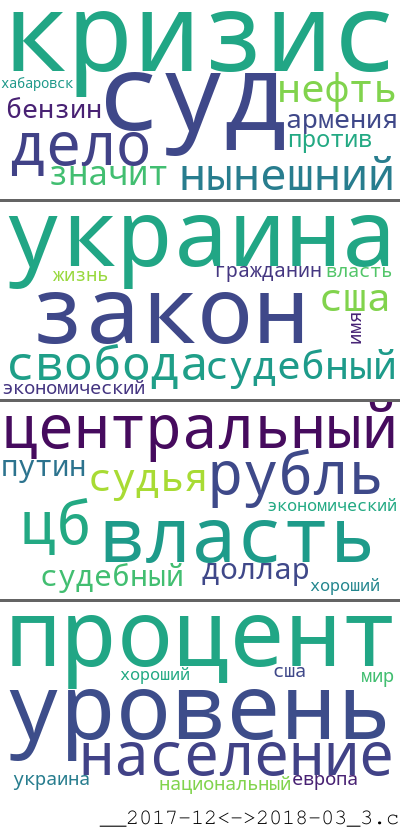 кризис
хабаровск суд нефть
бензин армения
дело против
значит нынешний
украина
жизнь гражданин власть
закон сша
имя
свобода судебный
экономический
центральный
путин судья рубль
экономический
цб власть
судебный доллар
хороший
процент
хороший сша мир
уровень
население
украина национальный европа
__2017-12<->2018-03_3.c